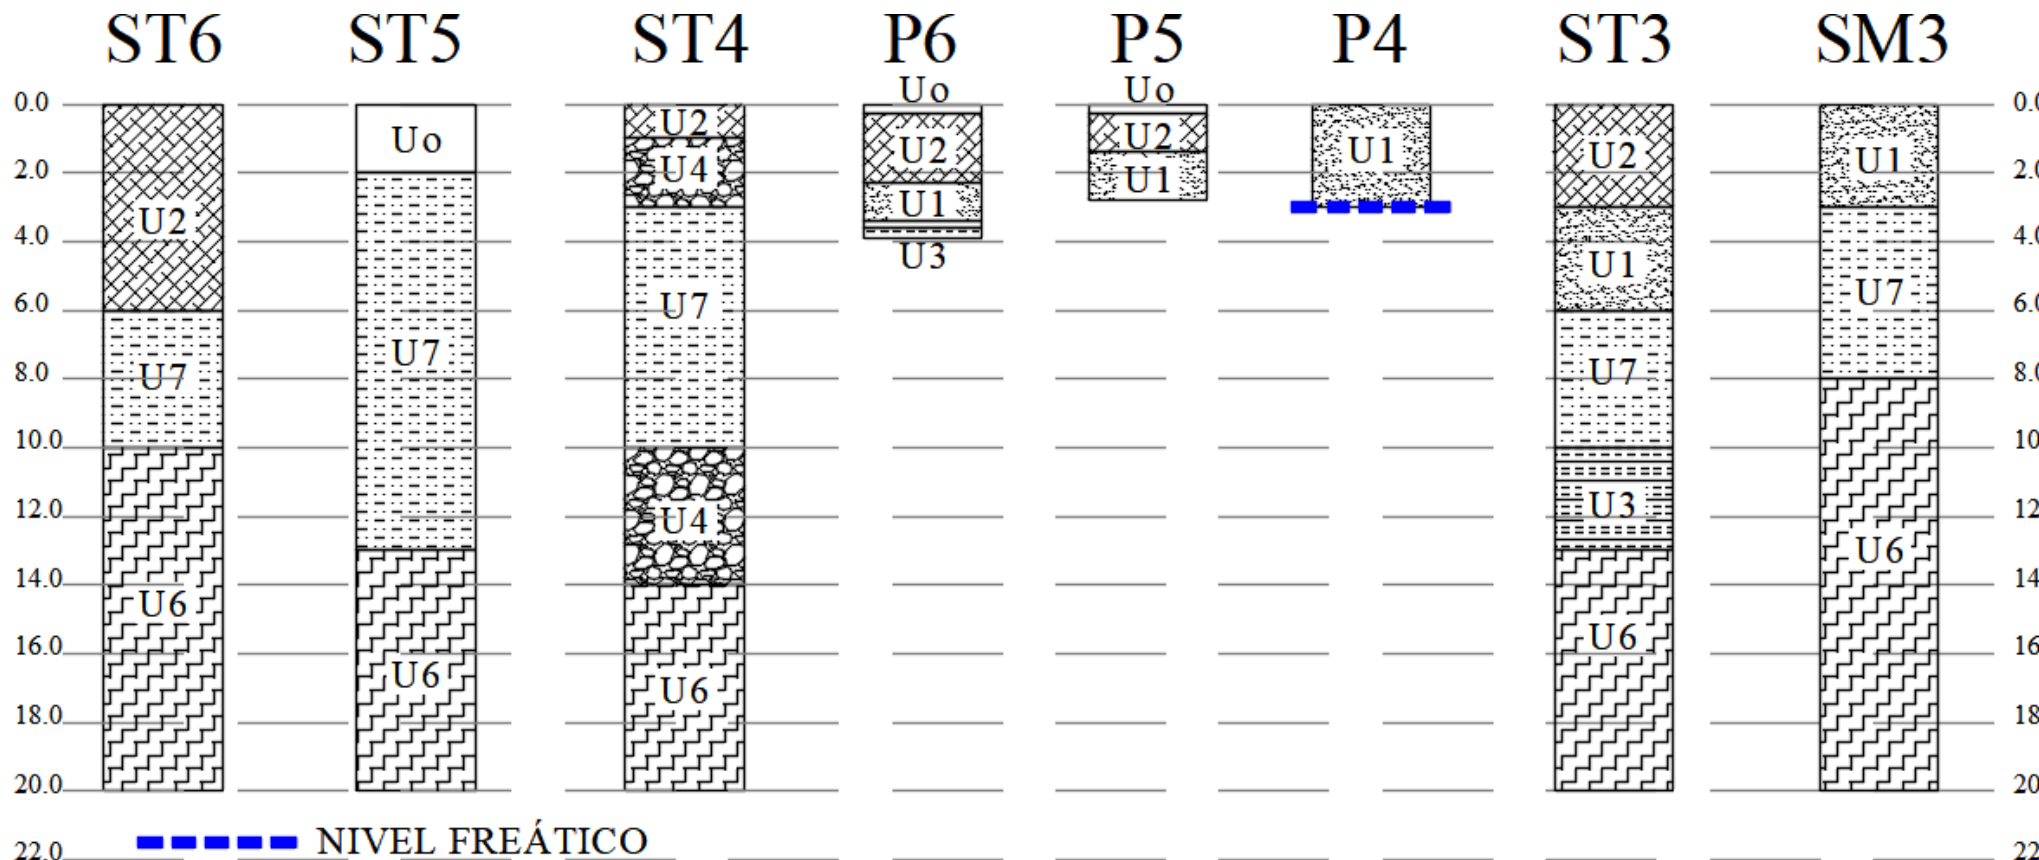 ST6 ST5 ST4 P6 P5 P4 ST3 SM3
Uo Uo
0.0 0.0
U2 U2 U1
Uo U2 U2 U1
U4 U1
2.0 2.0
U1
U2
4.0 4.0
U3 U1
U7 U7
6.0 6.0
U7 U7
U7
8.0 8.0
10.0 10
U3
12.0 12
U4
U6
14.0 14
U6
U6
16.0 16
U6
U6
18.0 18
20.0 20
NIVEL FREÁTICO
22.0 22